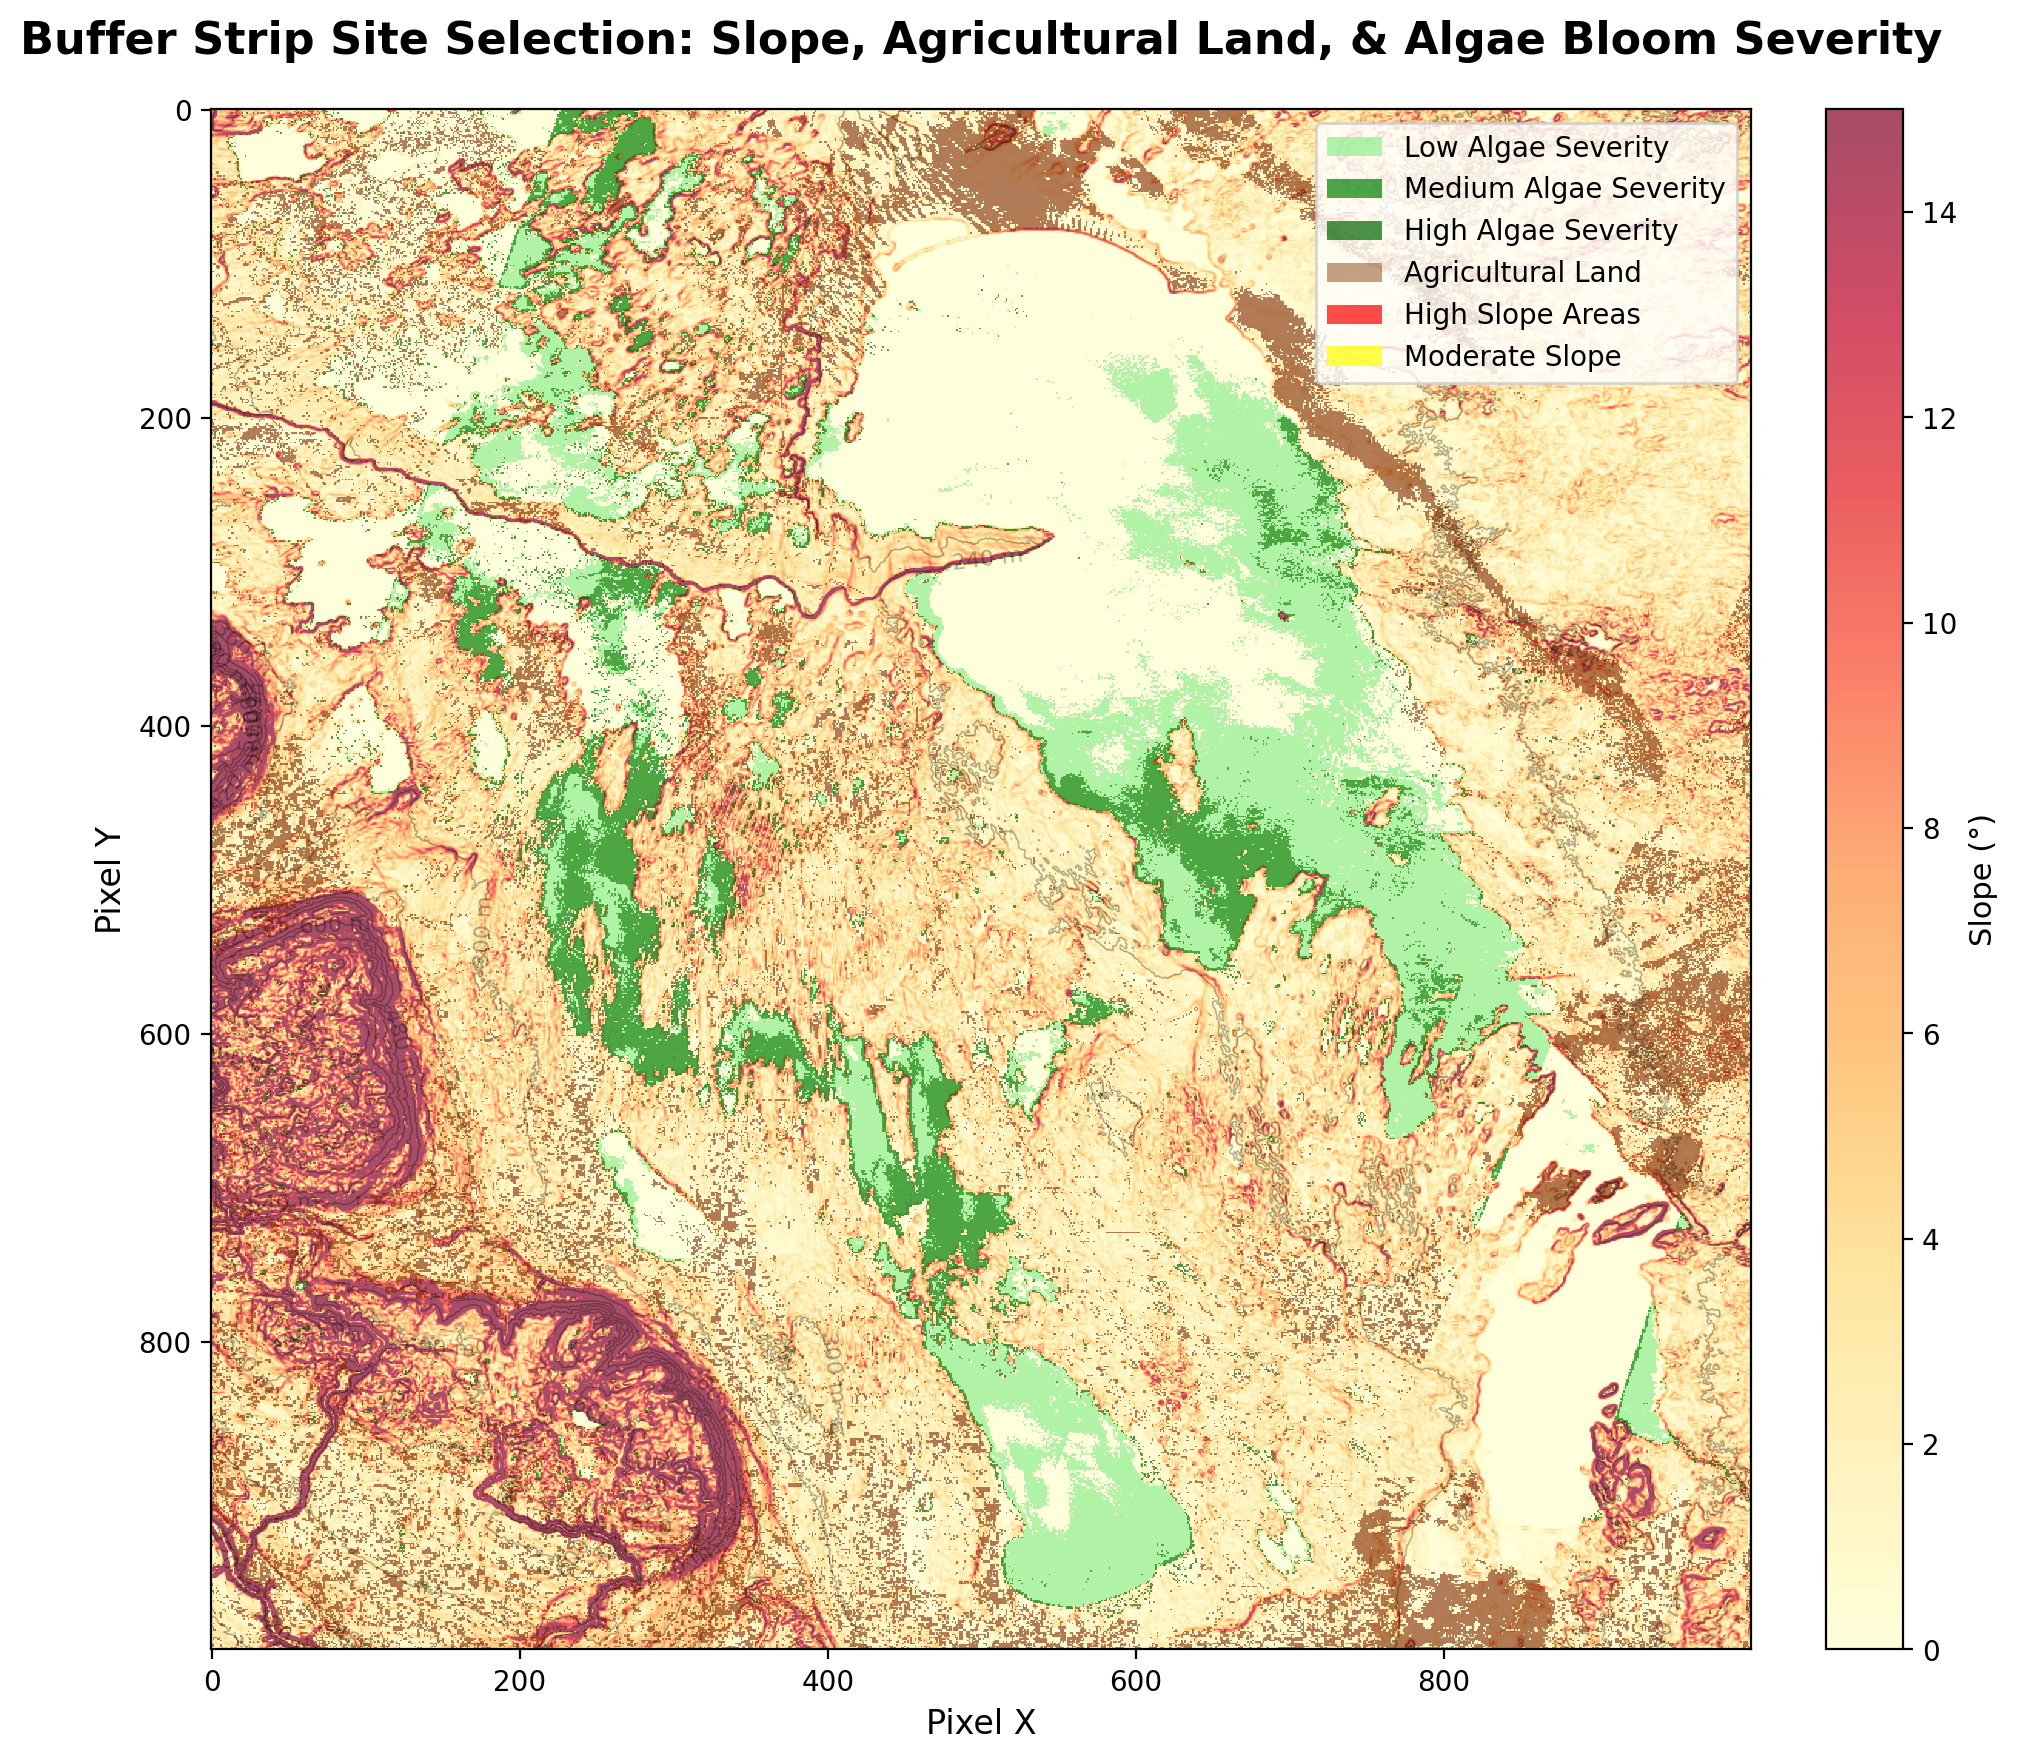 Buffer Strip Site Selection: Slope, Agricultural Land, & Algae Bloom Severity
Low Algae Severity
Medium Algae Severity
High Algae Severity
Agricultural Land
High Slope Areas
Moderate Slope
0
200
400
600
800
Pixel Y
0
200
400
600
800
Pixel X
14
12
10
8
6
4
2
0
Slope (°)
240 m